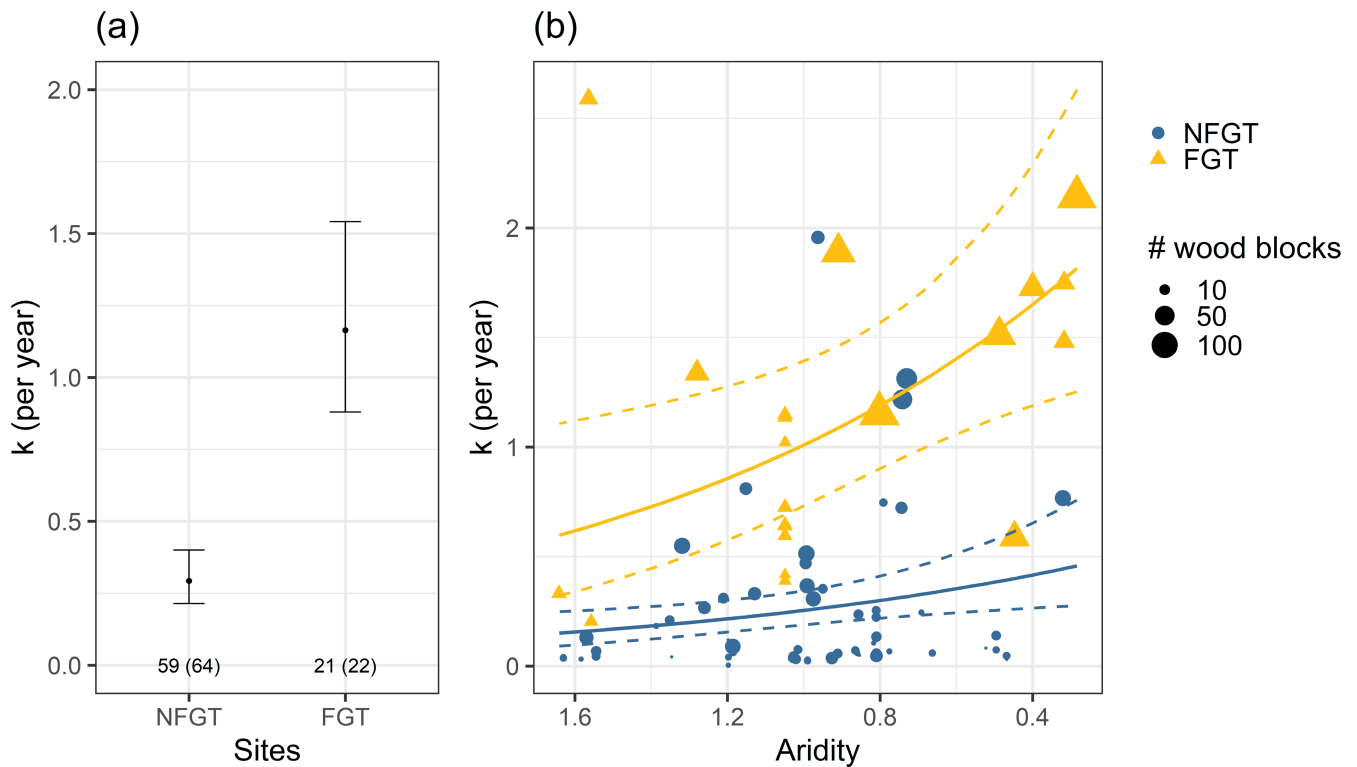 (a)
k (per year)
2.0
1.5
1.0
0.5
0.0
59 (64)
21 (22)
NFGT
FGT
Sites
(b)
k (per year)
2
1
0
1.6
1.2
0.8
0.4
Aridity
NFGT
FGT
# wood blocks
10
50
100